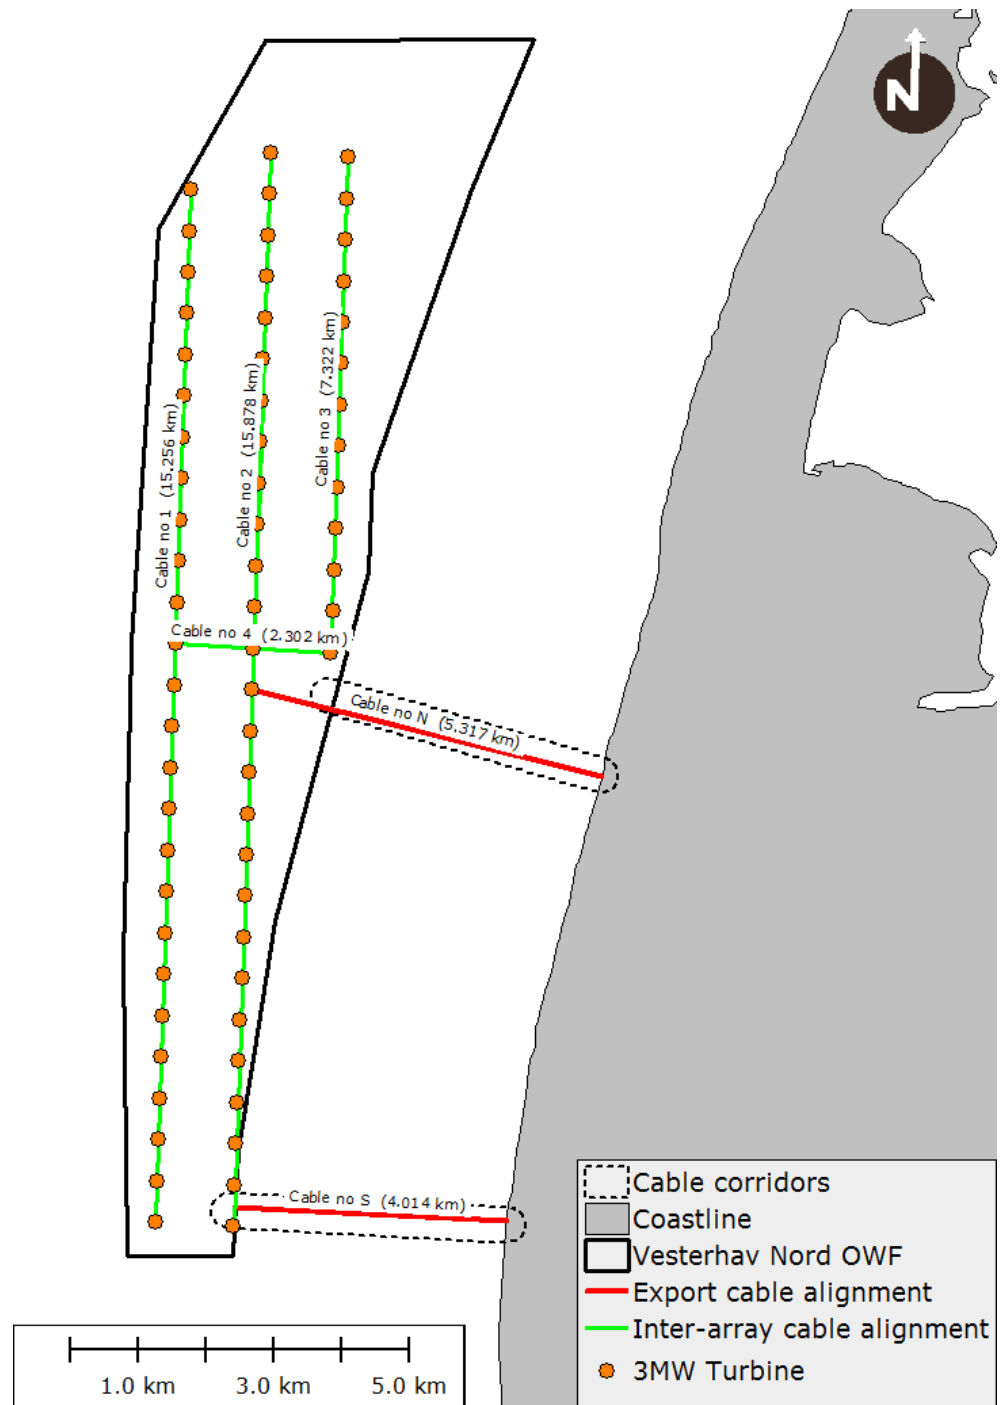 N
Cable no 1 (15.256 km)
Cable no 2 (15.878 km)
Cable no 3 (7.322 km)
Cable no 4 (2.302 km)
Cable no N (5.317 km)
Cable no S (4.014 km)
Cable corridors
Coastline
Vesterhav Nord OWF
Export cable alignment
Inter-array cable alignment
3MW Turbine
1.0 km 3.0 km 5.0 km